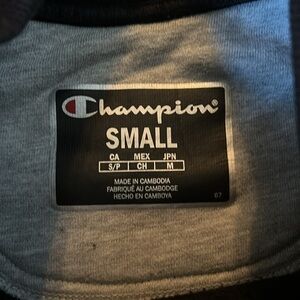 Champion®
SMALL
CA MEX JPN
S/P CH M
MADE IN CAMBODIA
FABRIQUÉ AU CAMBODGE
HECHO EN CAMBOYA
67